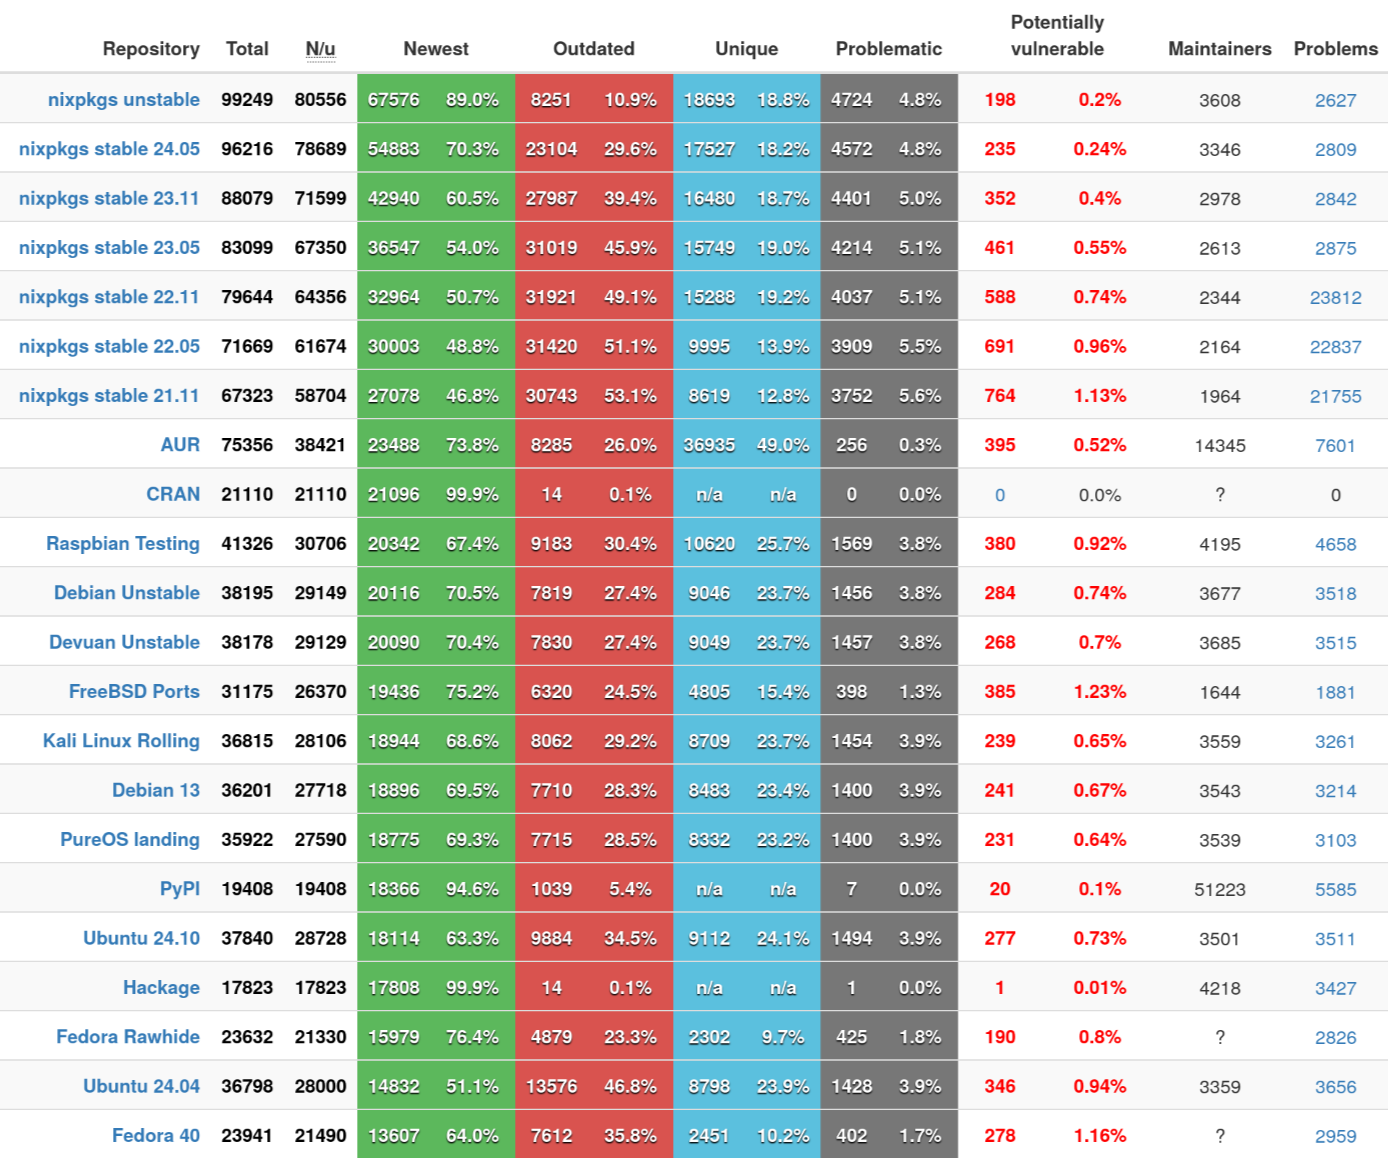 Repository Total N/u Newest Outdated Unique Problematic Potentially vulnerable Maintainers Problems
nixpkgs unstable 99249 80556 67576 89.0% 8251 10.9% 18693 18.8% 4724 4.8% 198 0.2% 3608 2627
nixpkgs stable 24.05 96216 78689 54883 70.3% 23104 29.6% 17527 18.2% 4572 4.8% 235 0.24% 3346 2809
nixpkgs stable 23.11 88079 71599 42940 60.5% 27987 39.4% 16480 18.7% 4401 5.0% 352 0.4% 2978 2842
nixpkgs stable 23.05 83099 67350 36547 54.0% 31019 45.9% 15749 19.0% 4214 5.1% 461 0.55% 2613 2875
nixpkgs stable 22.11 79644 64356 32964 50.7% 31921 49.1% 15288 19.2% 4037 5.1% 588 0.74% 2344 23812
nixpkgs stable 22.05 71669 61674 30003 48.8% 31420 51.1% 9995 13.9% 3909 5.5% 691 0.96% 2164 22837
nixpkgs stable 21.11 67323 58704 27078 46.8% 30743 53.1% 8619 12.8% 3752 5.6% 764 1.13% 1964 21755
AUR 75356 38421 23488 73.8% 8285 26.0% 36935 49.0% 256 0.3% 395 0.52% 14345 7601
CRAN 21110 21110 21096 99.9% 14 0.1% n/a n/a 0 0.0% 0 0.0% ? 0
Raspbian Testing 41326 30706 20342 67.4% 9183 30.4% 10620 25.7% 1569 3.8% 380 0.92% 4195 4658
Debian Unstable 38195 29149 20116 70.5% 7819 27.4% 9046 23.7% 1456 3.8% 284 0.74% 3677 3518
Devuan Unstable 38178 29129 20090 70.4% 7830 27.4% 9049 23.7% 1457 3.8% 268 0.7% 3685 3515
FreeBSD Ports 31175 26370 19436 75.2% 6320 24.5% 4805 15.4% 398 1.3% 385 1.23% 1644 1881
Kali Linux Rolling 36815 28106 18944 68.6% 8062 29.2% 8709 23.7% 1454 3.9% 239 0.65% 3559 3261
Debian 13 36201 27718 18896 69.5% 7710 28.3% 8483 23.4% 1400 3.9% 241 0.67% 3543 3214
PureOS landing 35922 27590 18775 69.3% 7715 28.5% 8332 23.2% 1400 3.9% 231 0.64% 3539 3103
PyPI 19408 19408 18366 94.6% 1039 5.4% n/a n/a 7 0.0% 20 0.1% 51223 5585
Ubuntu 24.10 37840 28728 18114 63.3% 9884 34.5% 9112 24.1% 1494 3.9% 277 0.73% 3501 3511
Hackage 17823 17823 17808 99.9% 14 0.1% n/a n/a 1 0.0% 1 0.01% 4218 3427
Fedora Rawhide 23632 21330 15979 76.4% 4879 23.3% 2302 9.7% 425 1.8% 190 0.8% ? 2826
Ubuntu 24.04 36798 28000 14832 51.1% 13576 46.8% 8798 23.9% 1428 3.9% 346 0.94% 3359 3656
Fedora 40 23941 21490 13607 64.0% 7612 35.8% 2451 10.2% 402 1.7% 278 1.16% ? 2959